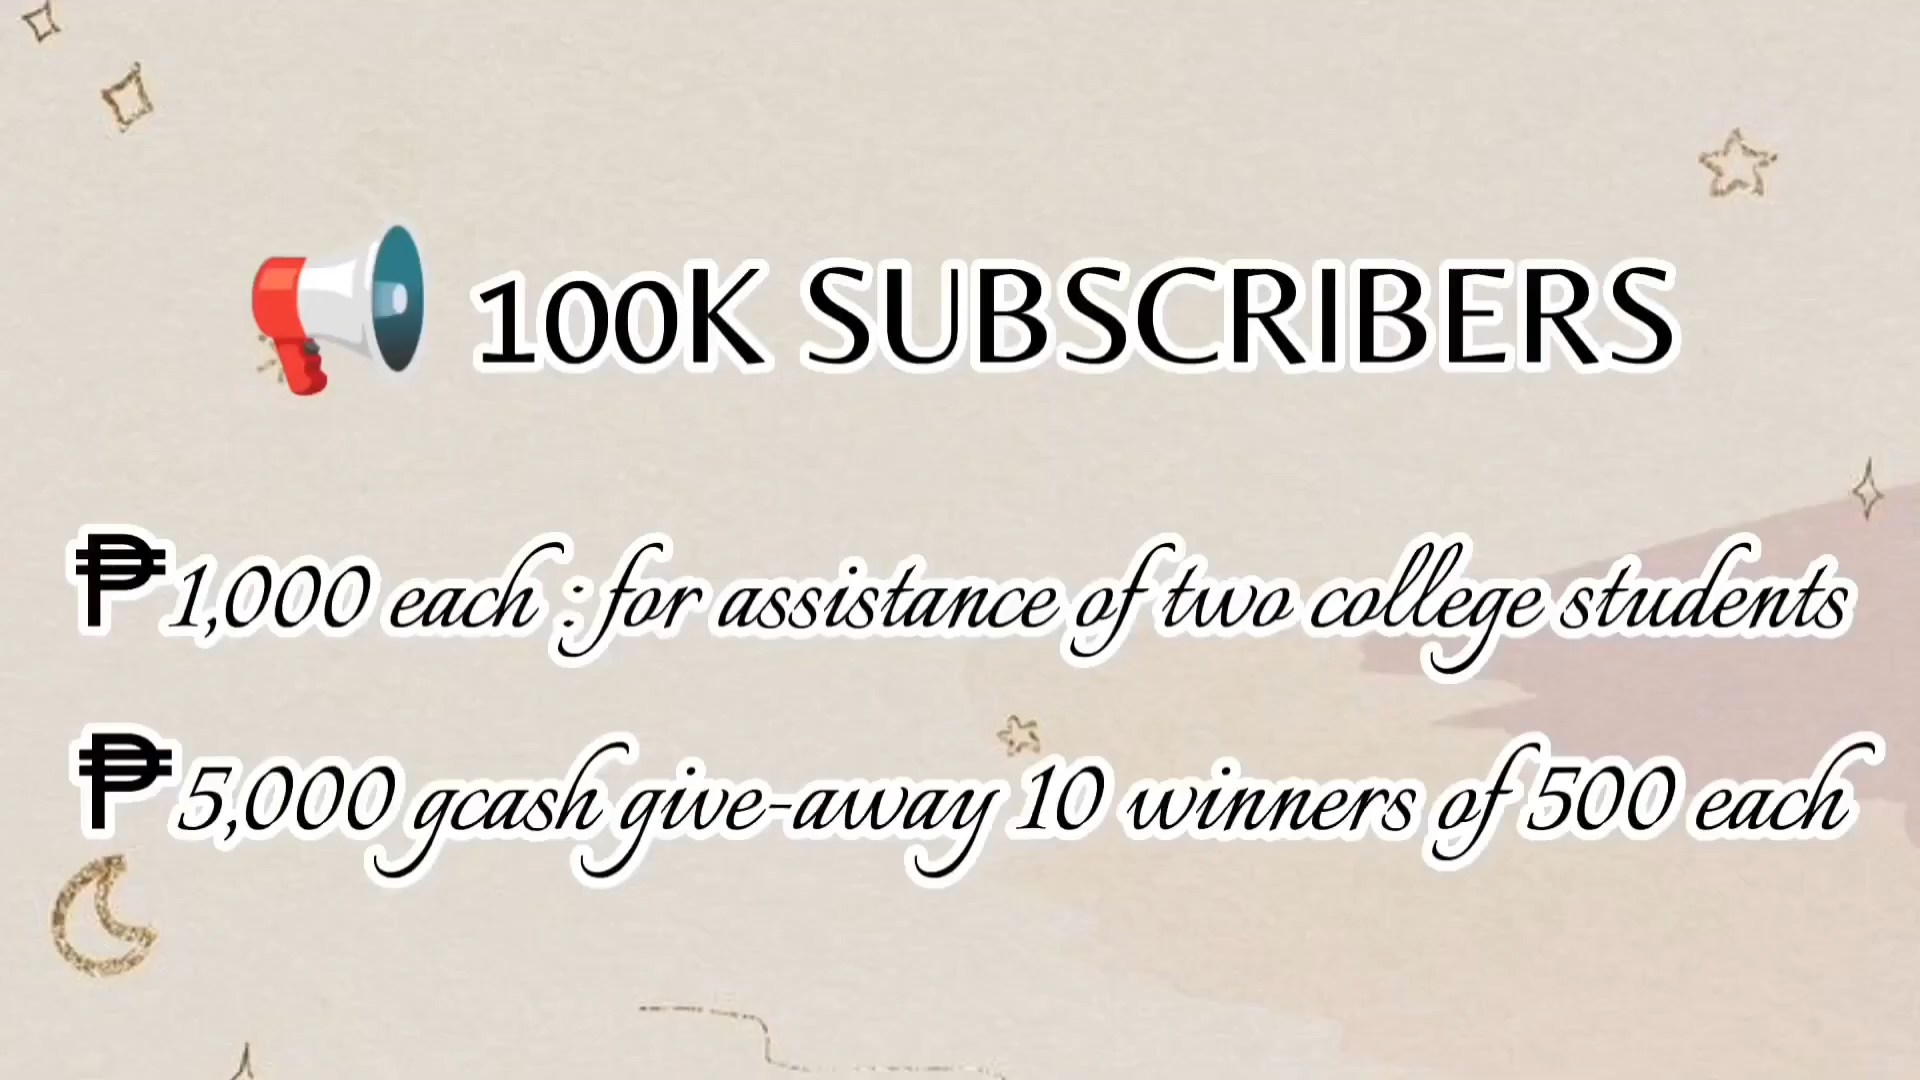 100K SUBSCRIBERS
₱1,000 each : for assistance of two college students
₱5,000 gcash give-away 10 winners of 500 each